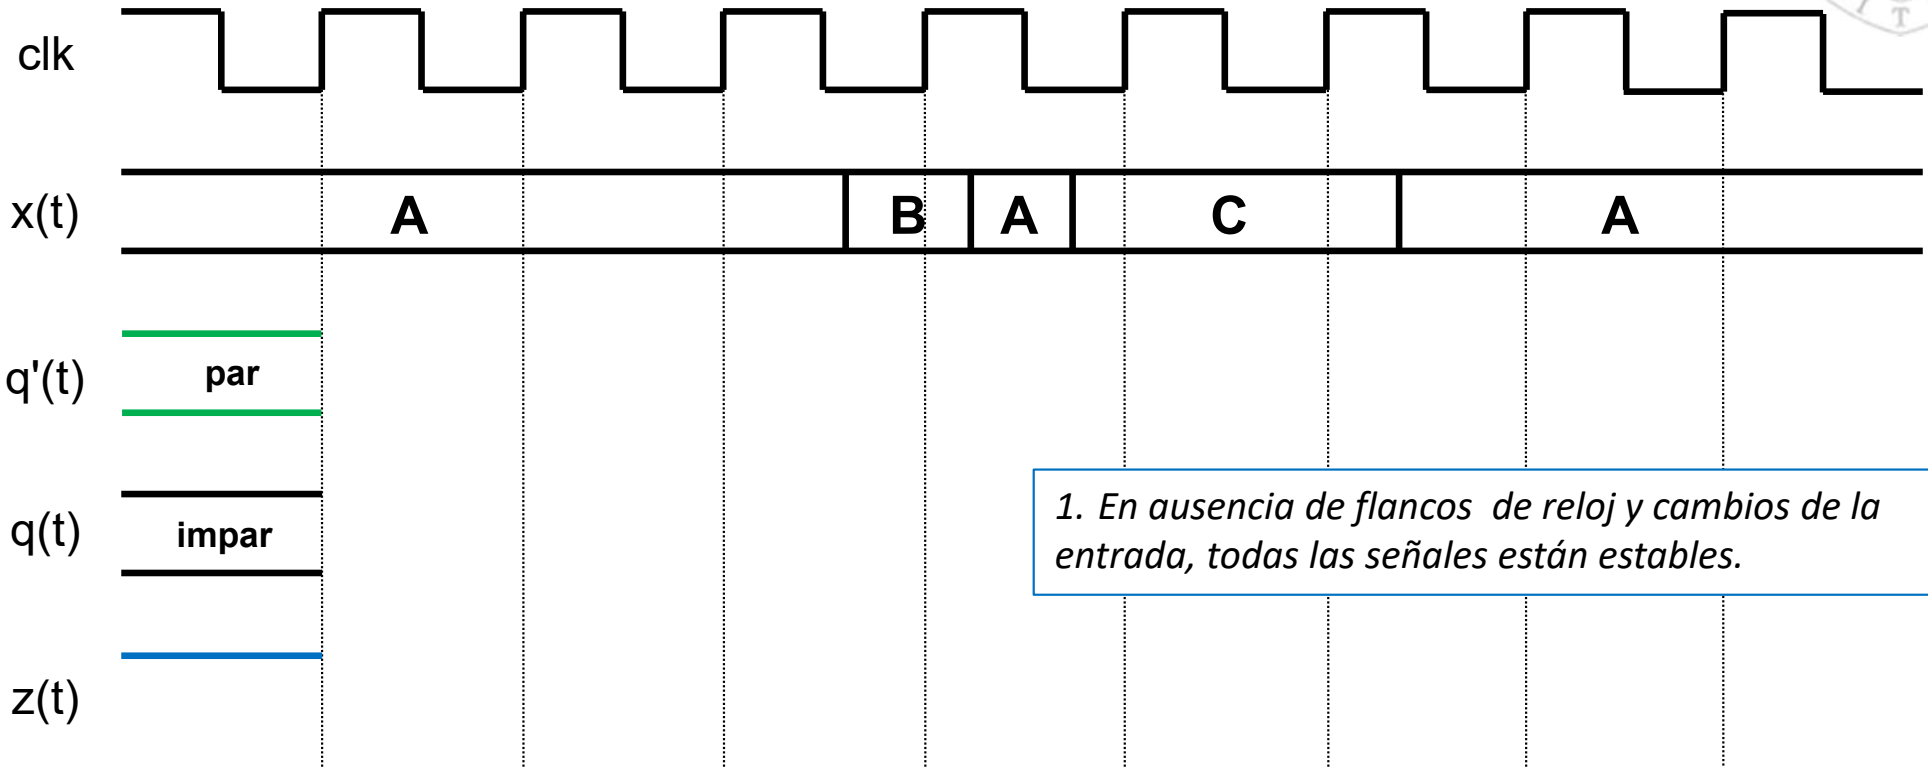 clk
x(t)
A
B
A
C
A
q'(t)
par
q(t)
impar
1. En ausencia de flancos de reloj y cambios de la
entrada, todas las señales están estables.
z(t)